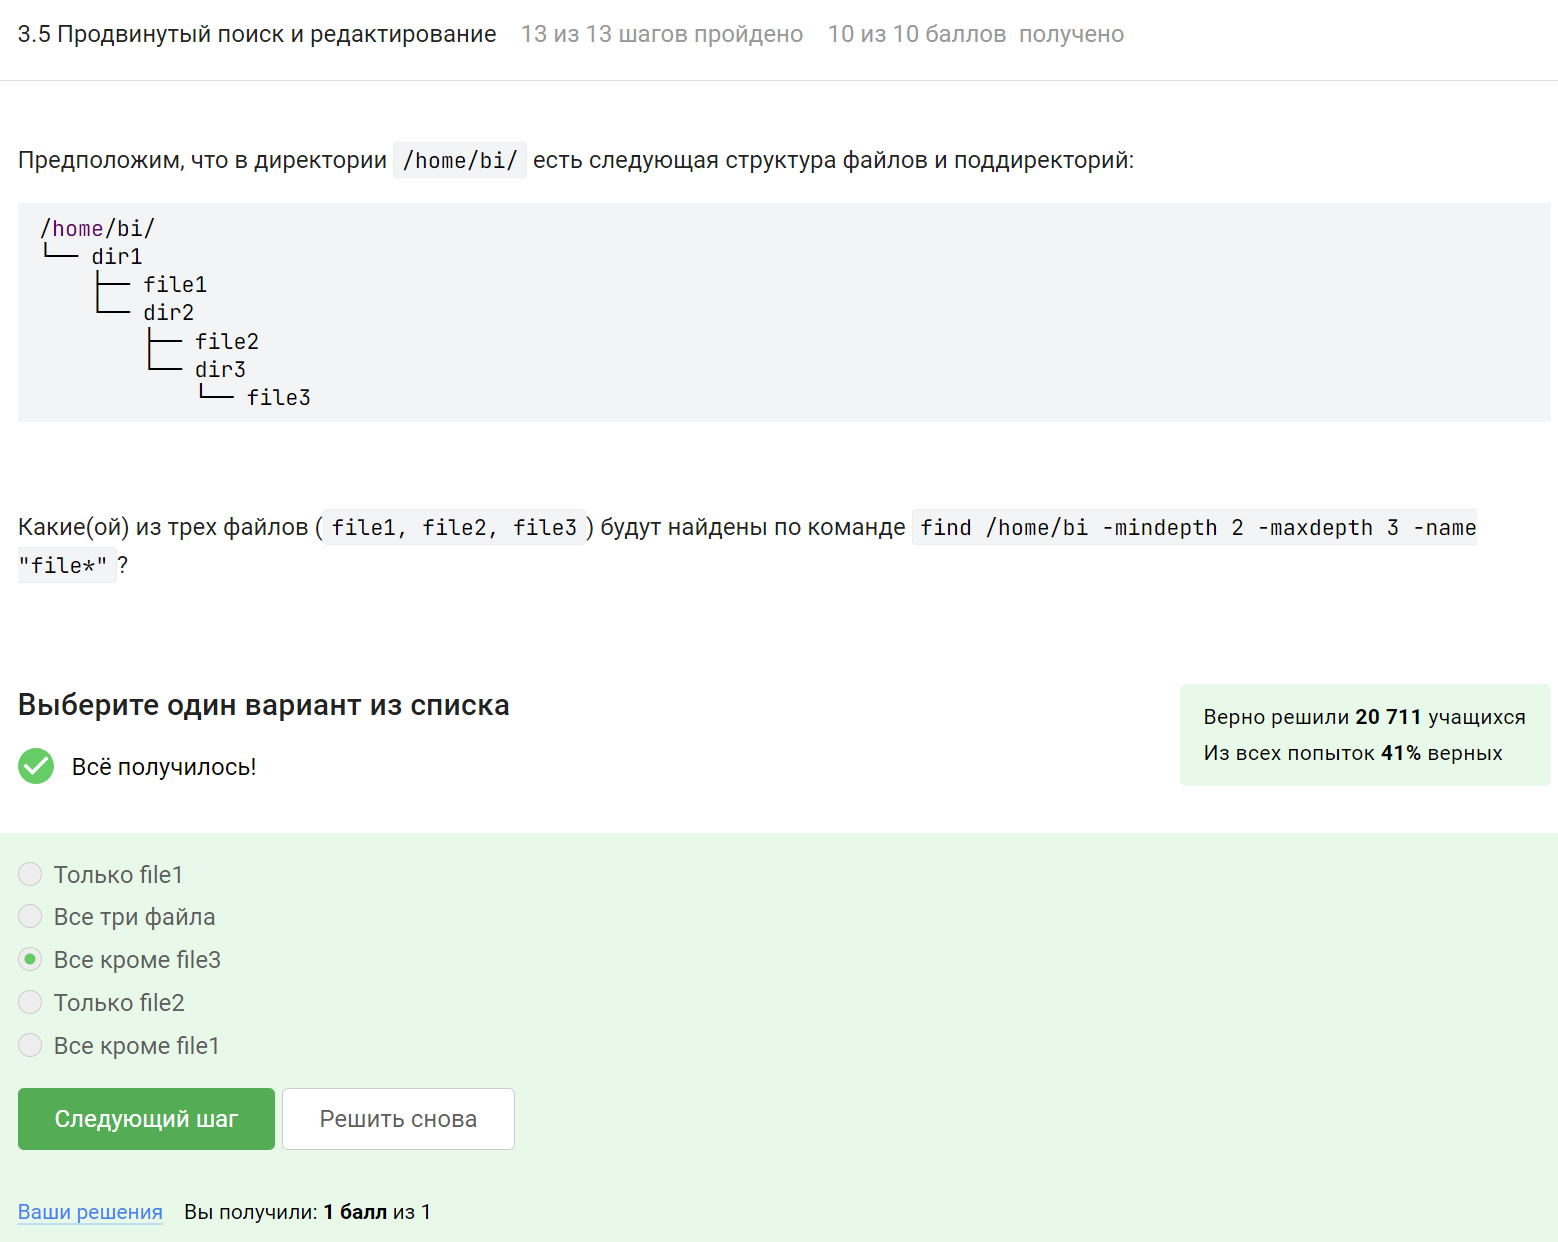 3.5 Продвинутый поиск и редактирование 13 из 13 шагов пройдено 10 из 10 баллов получено
Предположим, что в директории /home/bi/ есть следующая структура файлов и поддиректорий:
/home/bi/
└── dir1
    ├── file1
    └── dir2
        ├── file2
        └── dir3
            └── file3
Какие(ой) из трех файлов ( file1, file2, file3 ) будут найдены по команде find /home/bi -mindepth 2 -maxdepth 3 -name
"file*" ?
Выберите один вариант из списка
Всё получилось!
Верно решили 20 711 учащихся
Из всех попыток 41% верных
Только file1
Все три файла
Все кроме file3
Только file2
Все кроме file1
Следующий шаг Решить снова
Ваши решения Вы получили: 1 балл из 1